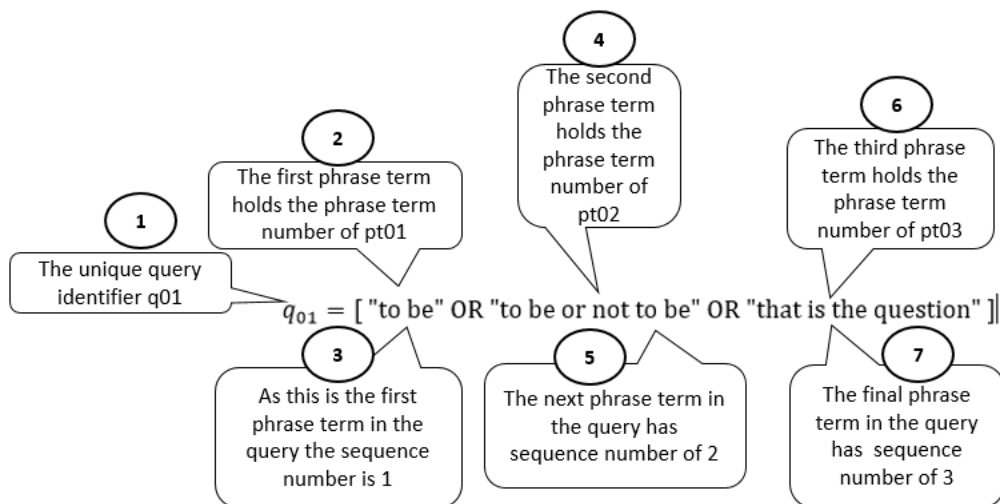 1
The unique query
identifier q01
2
The first phrase term
holds the phrase term
number of pt01
4
The second
phrase term
holds the
phrase term
number of
pt02
6
The third phrase
term holds the
phrase term
number of pt03
q01 = [ "to be" OR "to be or not to be" OR "that is the question" ]
3
As this is the first
phrase term in the
query the sequence
number is 1
5
The next phrase term in
the query has
sequence number of 2
7
The final phrase
term in the query
has sequence
number of 3